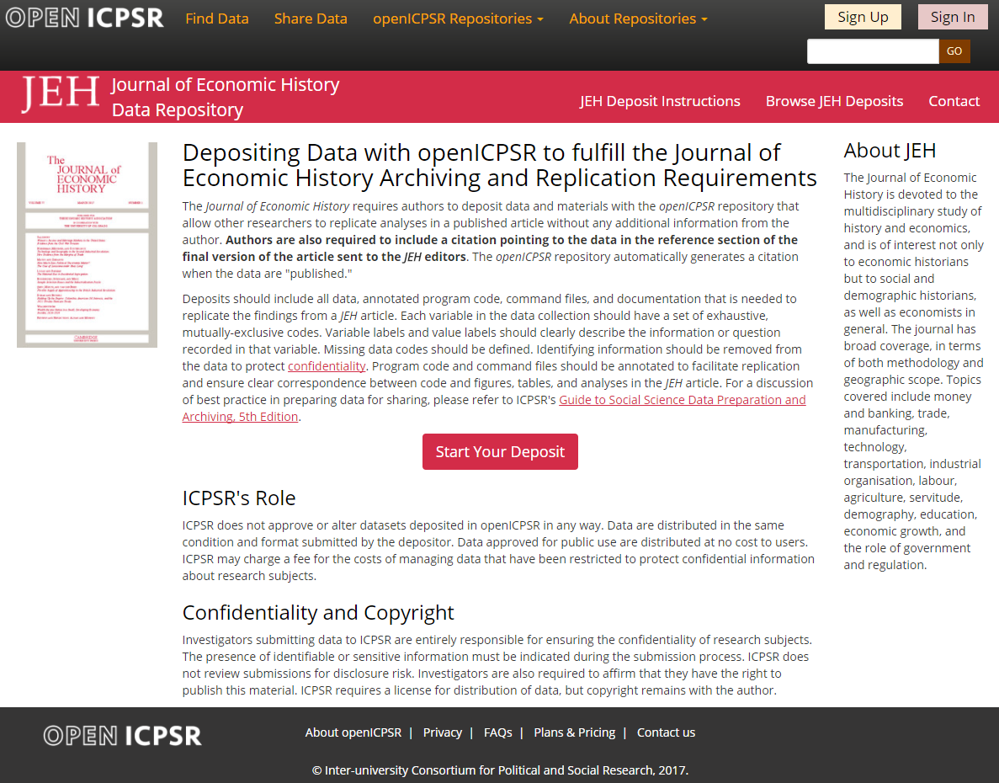 OPEN ICPSR
Find Data
Share Data
openICPSR Repositories
About Repositories
Sign Up
Sign In
GO
JEH
Journal of Economic History
Data Repository
JEH Deposit Instructions
Browse JEH Deposits
Contact
The
JOURNAL of
ECONOMIC
HISTORY
Depositing Data with openICPSR to fulfill the Journal of
Economic History Archiving and Replication Requirements
The Journal of Economic History requires authors to deposit data and materials with the openICPSR repository that
allow other researchers to replicate analyses in a published article without any additional information from the
author. Authors are also required to include a citation pointing to the data in the reference section of the
final version of the article sent to the JEH editors. The openICPSR repository automatically generates a citation
when the data are "published."
Deposits should include all data, annotated program code, command files, and documentation that is needed to
replicate the findings from a JEH article. Each variable in the data collection should have a set of exhaustive,
mutually-exclusive codes. Variable labels and value labels should clearly describe the information or question
recorded in that variable. Missing data codes should be defined. Identifying information should be removed from
the data to protect confidentiality. Program code and command files should be annotated to facilitate replication
and ensure clear correspondence between code and figures, tables, and analyses in the JEH article. For a discussion
of best practice in preparing data for sharing, please refer to ICPSR's Guide to Social Science Data Preparation and
Archiving, 5th Edition.
Start Your Deposit
ICPSR's Role
ICPSR does not approve or alter datasets deposited in openICPSR in any way. Data are distributed in the same
condition and format submitted by the depositor. Data approved for public use are distributed at no cost to users.
ICPSR may charge a fee for the costs of managing data that have been restricted to protect confidential information
about research subjects.
Confidentiality and Copyright
Investigators submitting data to ICPSR are entirely responsible for ensuring the confidentiality of research subjects.
The presence of identifiable or sensitive information must be indicated during the submission process. ICPSR does
not review submissions for disclosure risk. Investigators are also required to affirm that they have the right to
publish this material. ICPSR requires a license for distribution of data, but copyright remains with the author.
About JEH
The Journal of Economic
History is devoted to the
multidisciplinary study of
history and economics,
and is of interest not only
to economic historians
but to social and
demographic historians,
as well as economists in
general. The journal has
broad coverage, in terms
of both methodology and
geographic scope. Topics
covered include money
and banking, trade,
manufacturing,
technology,
transportation, industrial
organisation, labour,
agriculture, servitude,
demography, education,
economic growth, and
the role of government
and regulation.
OPEN ICPSR
About openICPSR | Privacy | FAQs | Plans & Pricing | Contact us
© Inter-university Consortium for Political and Social Research, 2017.